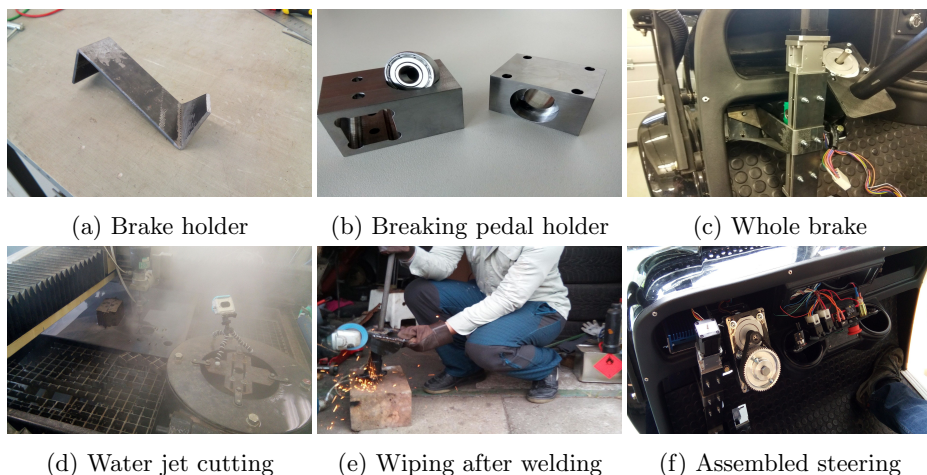 (a) Brake holder
(b) Breaking pedal holder
(c) Whole brake
(d) Water jet cutting
(e) Wiping after welding
(f) Assembled steering